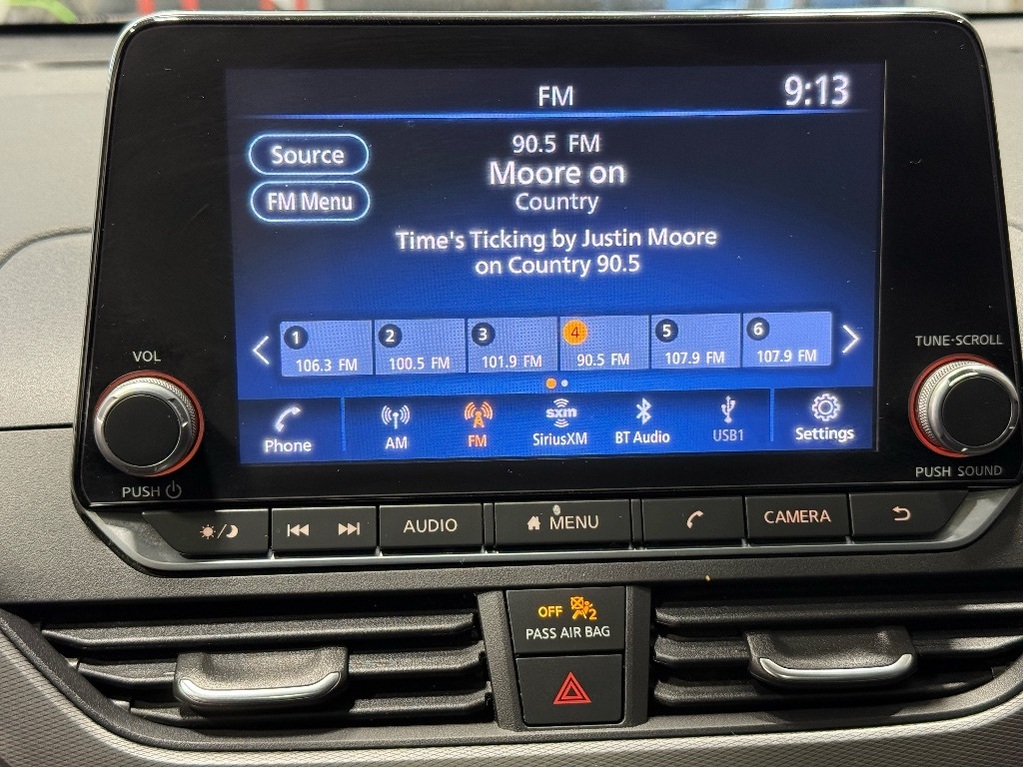 FM
9:13
Source
90.5 FM
Moore on
FM Menu
Country
Time's Ticking by Justin Moore
on Country 90.5
1
2
3
4
5
6
106.3 FM
100.5 FM
101.9 FM
90.5 FM
107.9 FM
107.9 FM
VOL
TUNE·SCROLL
Phone
AM
FM
sxm
SiriusXM
BT Audio
USB1
Settings
PUSH
PUSH SOUND
AUDIO
MENU
CAMERA
OFF
2
PASS AIR BAG